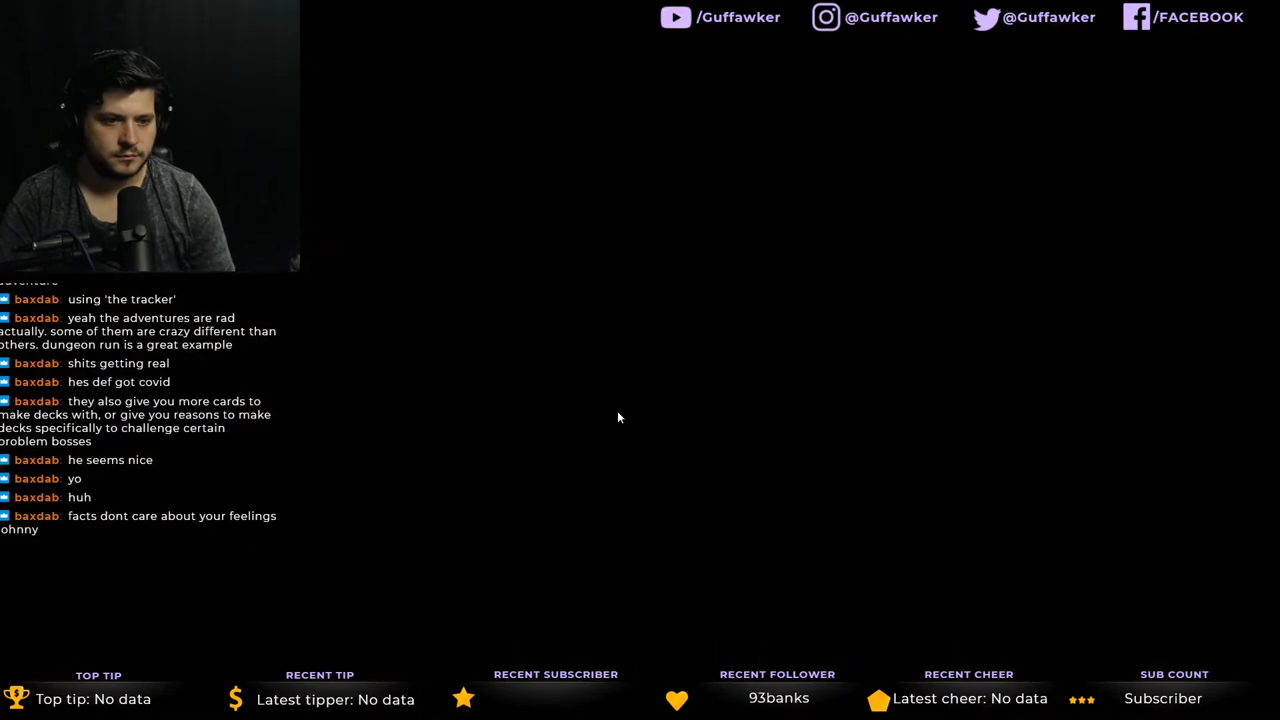 /Guffawker @Guffawker @Guffawker /FACEBOOK
baxdab: using 'the tracker'
baxdab: yeah the adventures are rad
actually. some of them are crazy different than
others. dungeon run is a great example
baxdab: shits getting real
baxdab: hes def got covid
baxdab: they also give you more cards to
make decks with, or give you reasons to make
decks specifically to challenge certain
problem bosses
baxdab: he seems nice
baxdab: yo
baxdab: huh
baxdab: facts dont care about your feelings
ohnny
TOP TIP
Top tip: No data
RECENT TIP
Latest tipper: No data
RECENT SUBSCRIBER
RECENT FOLLOWER
93banks
RECENT CHEER
Latest cheer: No data
SUB COUNT
Subscriber